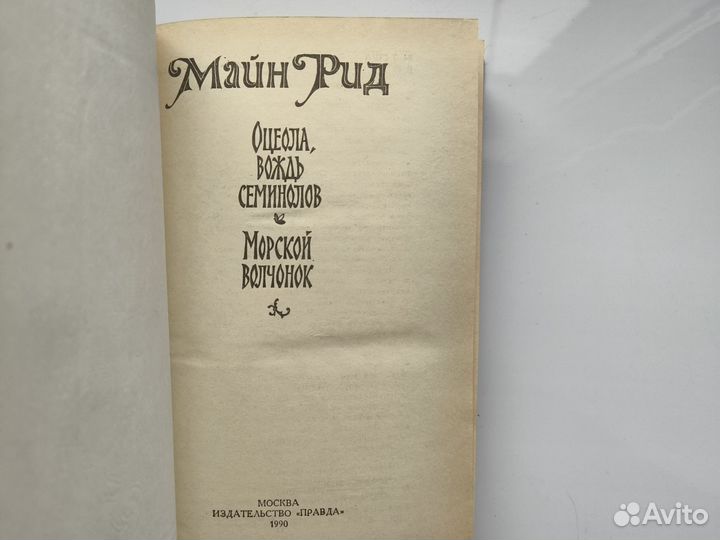 Майн Рид
Оцеола,
вождь
семинолов
Морской
волчонок
МОСКВА
ИЗДАТЕЛЬСТВО «ПРАВДА»
1990
Avito